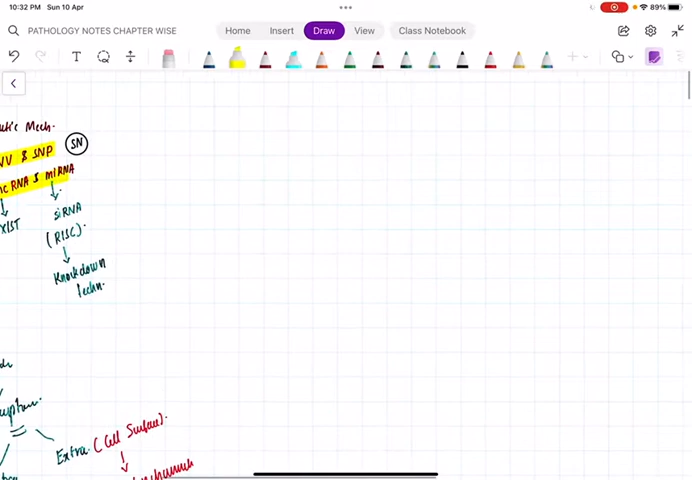 10:32 PM Sun 10 Apr
89%
PATHOLOGY NOTES CHAPTER WISE
Home Insert Draw View Class Notebook
T
Mech.
& SNP
SN
RNA & miRNA
XIST
siRNA
(RISC).
Knockdown
Techn.
Extra. (Cell Surface).